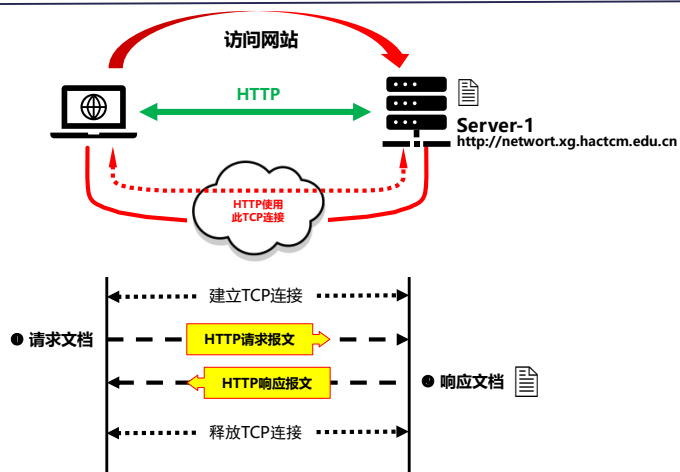 访问网站
HTTP
Server-1
http://networt.xg.hactcm.edu.cn
HTTP使用
此TCP连接
建立TCP连接
❶ 请求文档
HTTP请求报文
HTTP响应报文
响应文档
释放TCP连接